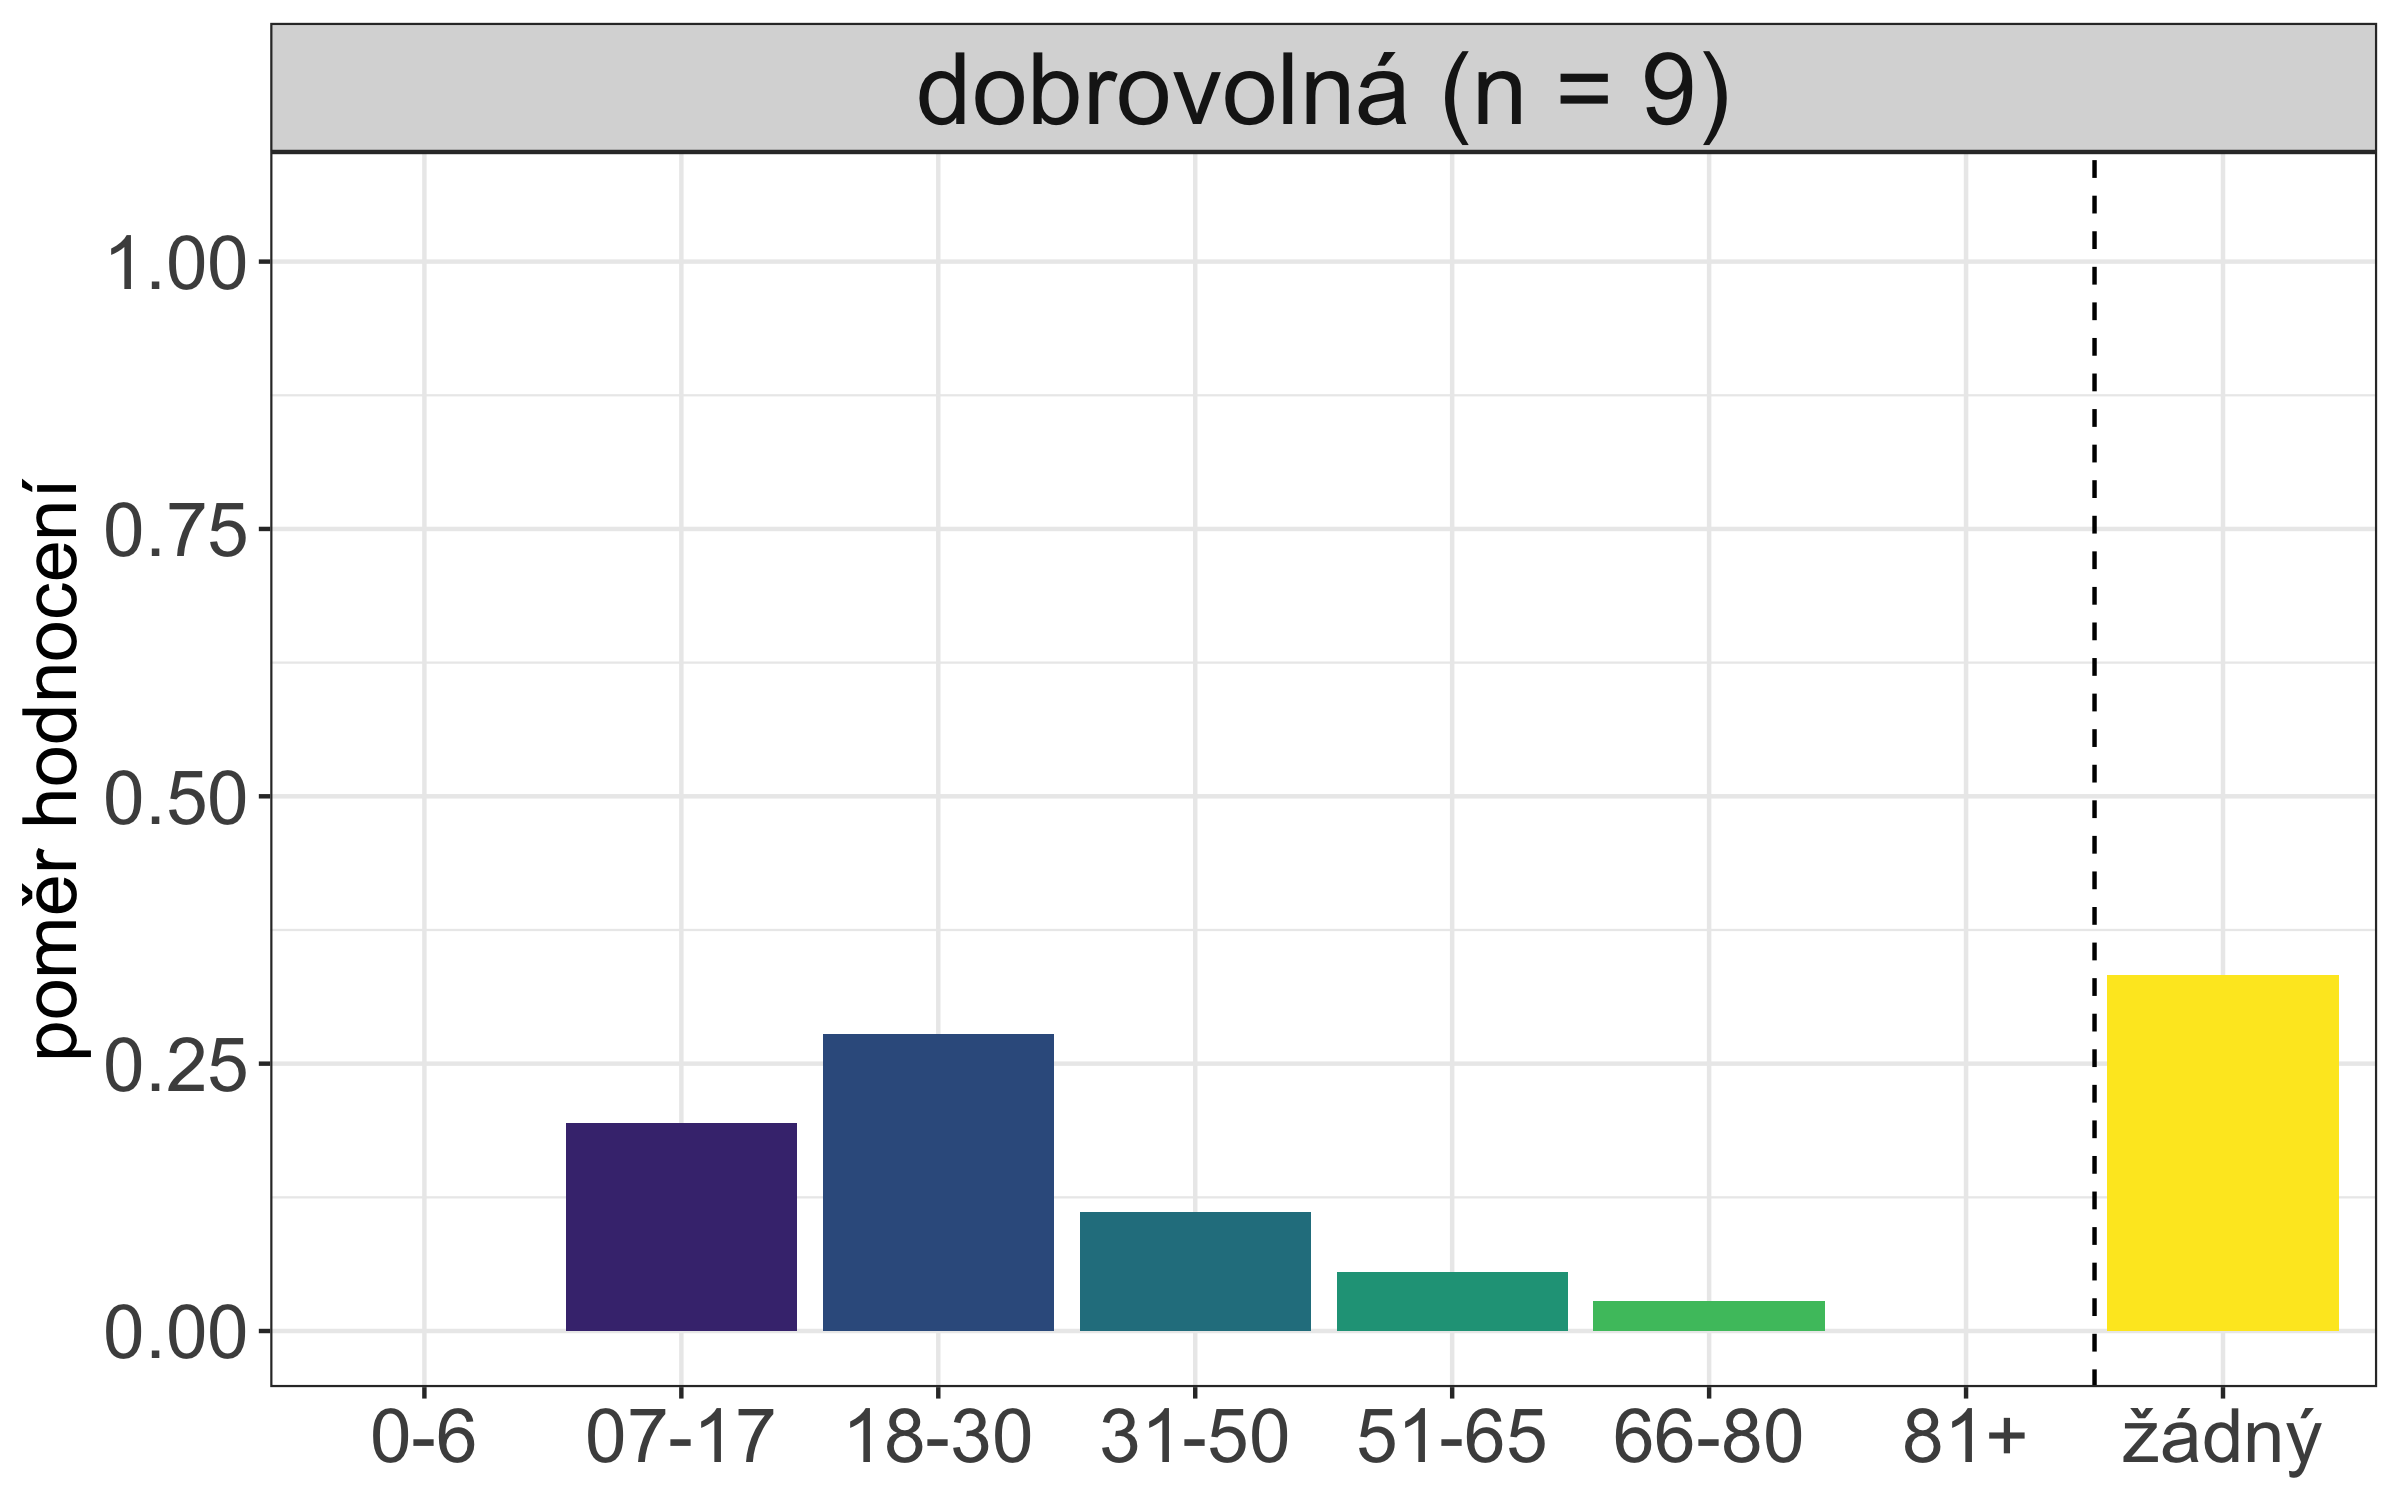 dobrovolná (n = 9)
poměr hodnocení
1.00
0.75
0.50
0.25
0.00
0-6 07-17 18-30 31-50 51-65 66-80 81+ žádný